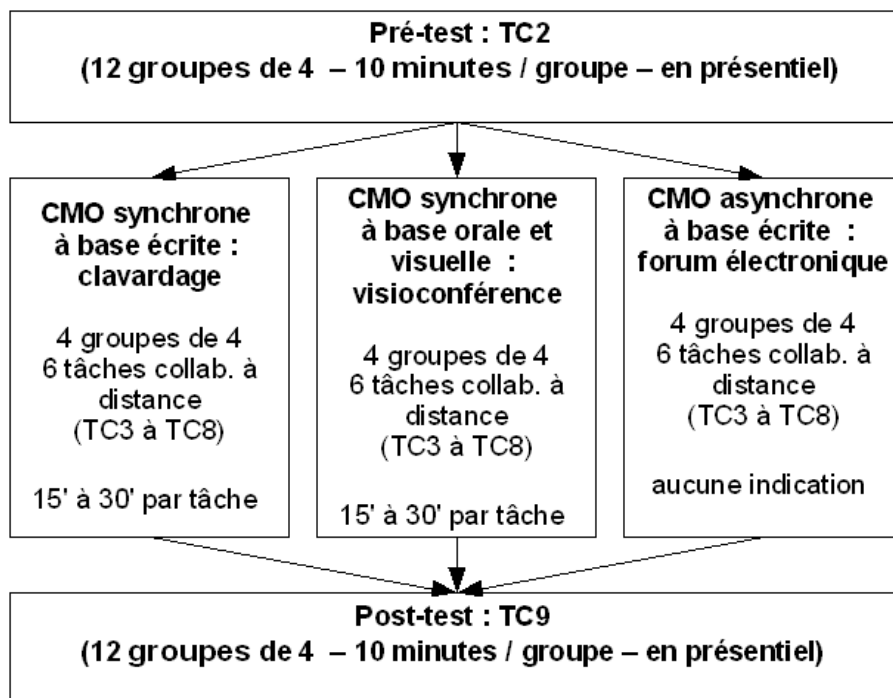 Pré-test : TC2
(12 groupes de 4 – 10 minutes / groupe – en présentiel)
CMO synchrone
à base écrite :
clavardage
4 groupes de 4
6 tâches collab. à
distance
(TC3 à TC8)
15' à 30' par tâche
CMO synchrone
à base orale et
visuelle :
visioconférence
4 groupes de 4
6 tâches collab. à
distance
(TC3 à TC8)
15' à 30' par tâche
CMO asynchrone
à base écrite :
forum électronique
4 groupes de 4
6 tâches collab. à
distance
(TC3 à TC8)
aucune indication
Post-test : TC9
(12 groupes de 4 – 10 minutes / groupe – en présentiel)